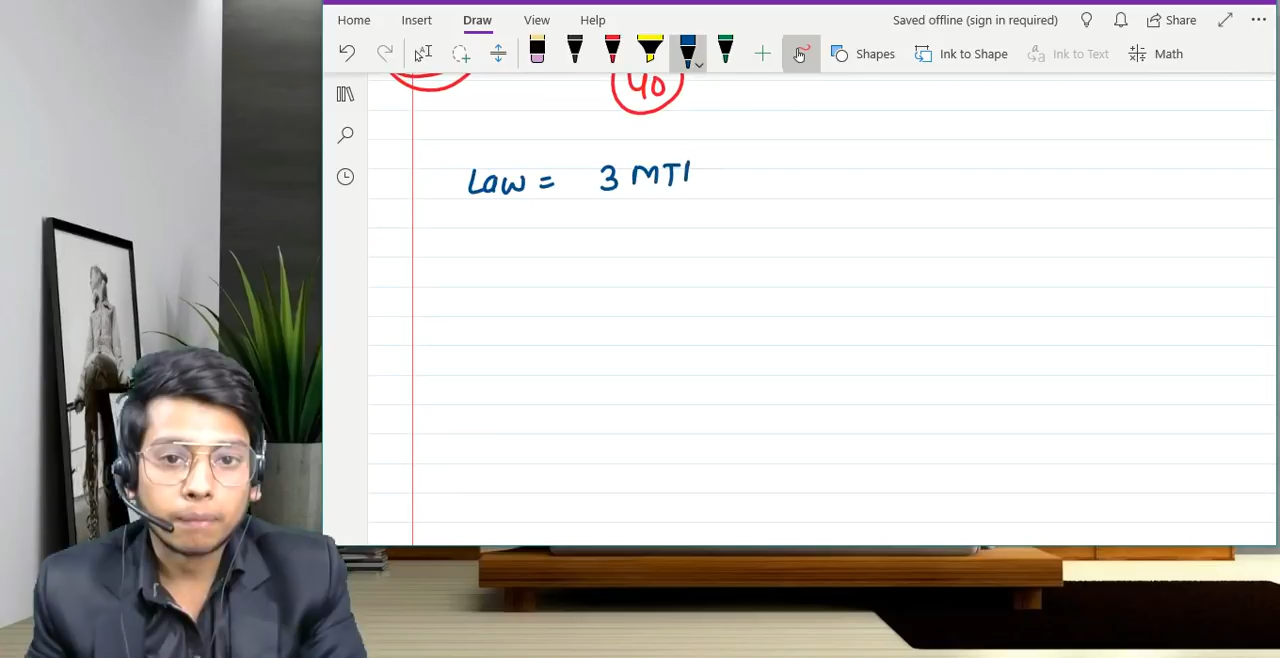 Home Insert Draw View Help Saved offline (sign in required) Share
Shapes Ink to Shape Ink to Text Math
40
Law = 3 MTI